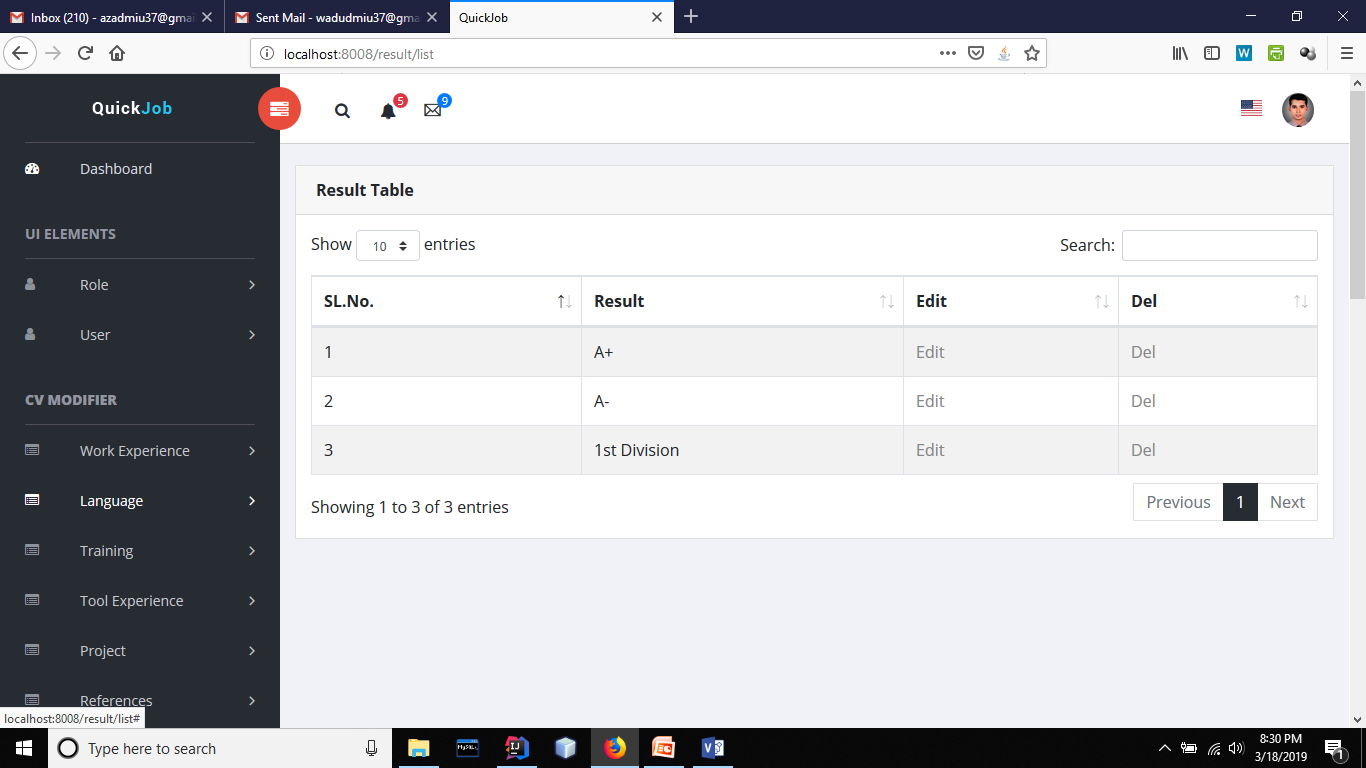 Inbox (210) - azadmiu37@gmai
Sent Mail - wadudmiu37@gma
QuickJob
localhost:8008/result/list
W
QuickJob
5
9
Dashboard
UI ELEMENTS
Role
User
CV MODIFIER
Work Experience
Language
Training
Tool Experience
Project
References
Result Table
Show 10 entries
Search:
SL.No. Result Edit Del
1 A+ Edit Del
2 A- Edit Del
3 1st Division Edit Del
Showing 1 to 3 of 3 entries
Previous 1 Next
localhost:8008/result/list#
Type here to search
8:30 PM
3/18/2019
1